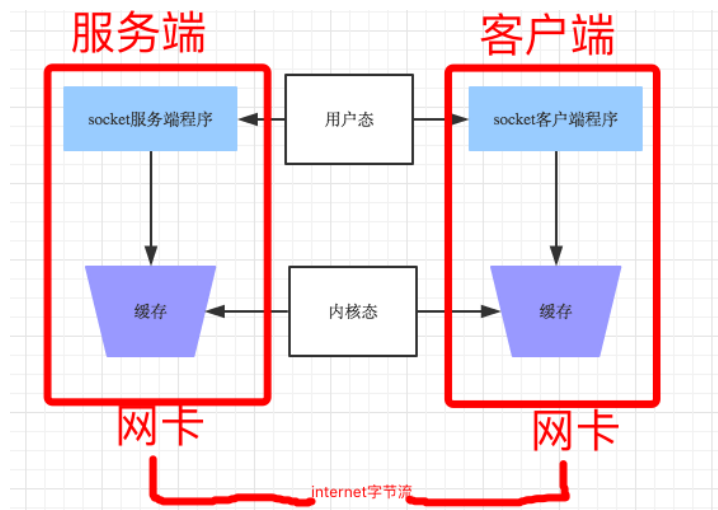 服务端
客户端
socket服务端程序
用户态
socket客户端程序
缓存
内核态
缓存
网卡
网卡
internet字节流